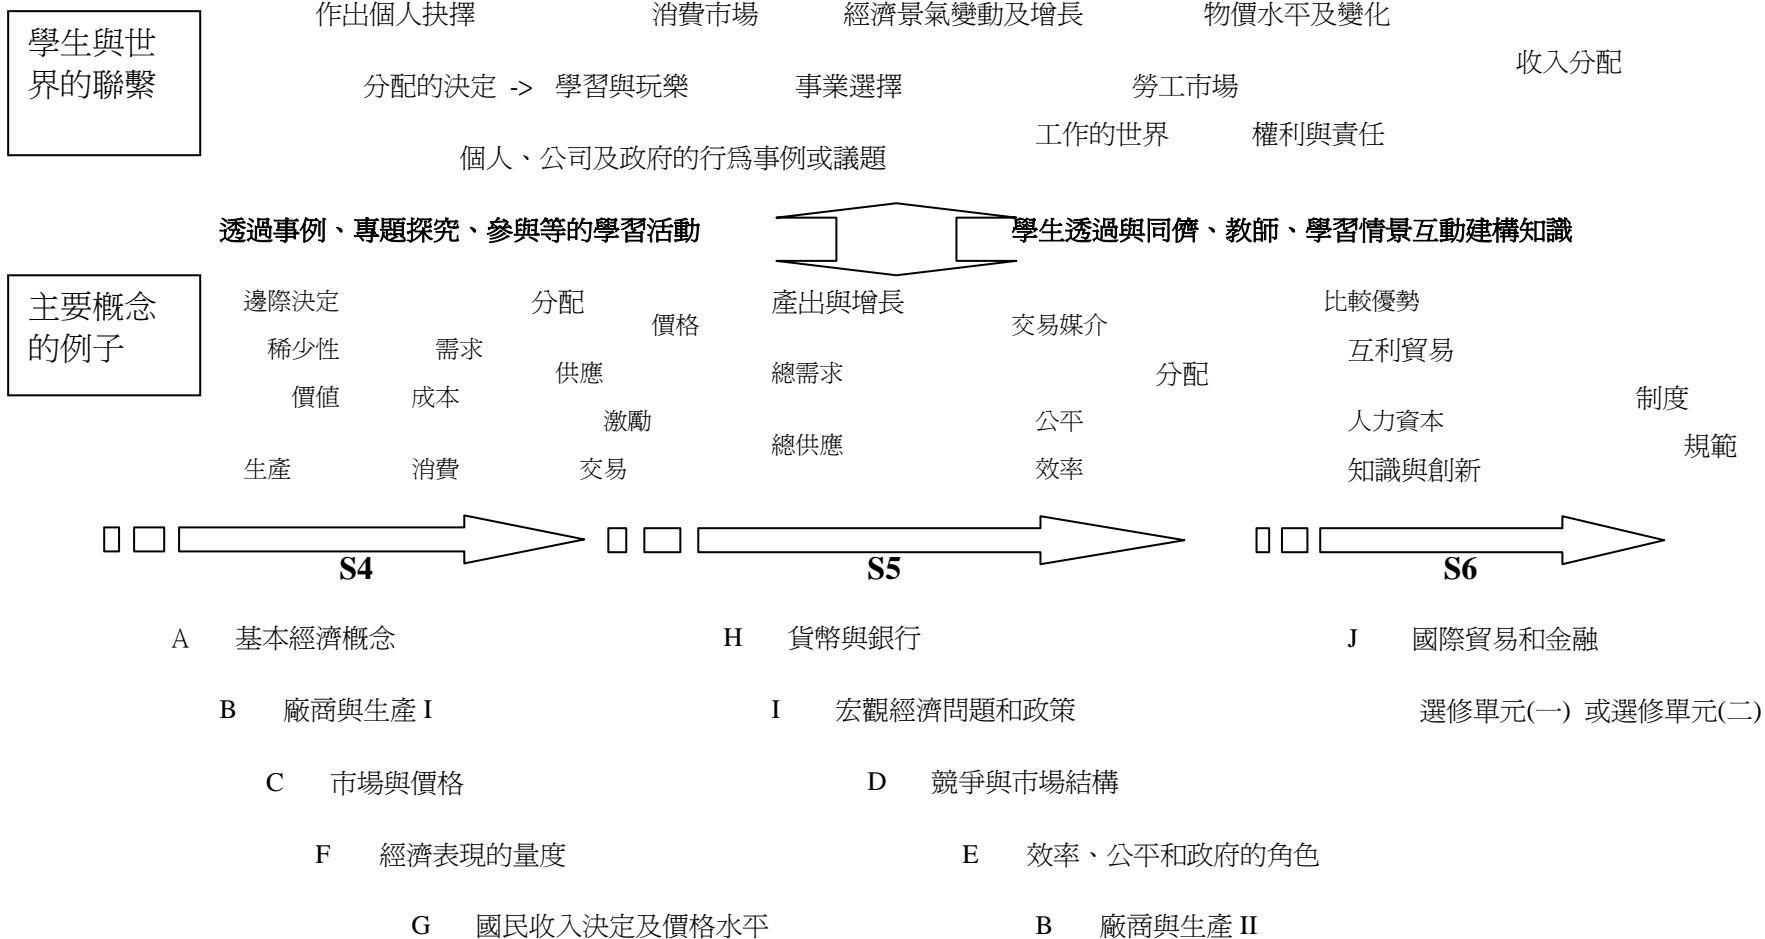 作出個人抉擇 消費市場 經濟景氣變動及增長 物價水平及變化
學生與世
界的聯繫
收入分配
分配的決定 -> 學習與玩樂 事業選擇 勞工市場
工作的世界 權利與責任
個人、公司及政府的行爲事例或議題
透過事例、專題探究、參與等的學習活動 學生透過與同儕、教師、學習情景互動建構知識
主要概念
的例子
邊際決定 分配 產出與增長 比較優勢
價格 交易媒介
稀少性 需求 互利貿易
供應 總需求 分配
價值 成本 制度
激勵 公平 人力資本
總供應 規範
生產 消費 交易 效率 知識與創新
S4 S5 S6
A 基本經濟概念 H 貨幣與銀行 J 國際貿易和金融
B 廠商與生產 I I 宏觀經濟問題和政策 選修單元(一) 或選修單元(二)
C 市場與價格 D 競爭與市場結構
F 經濟表現的量度 E 效率、公平和政府的角色
G 國民收入決定及價格水平 B 廠商與生產 II